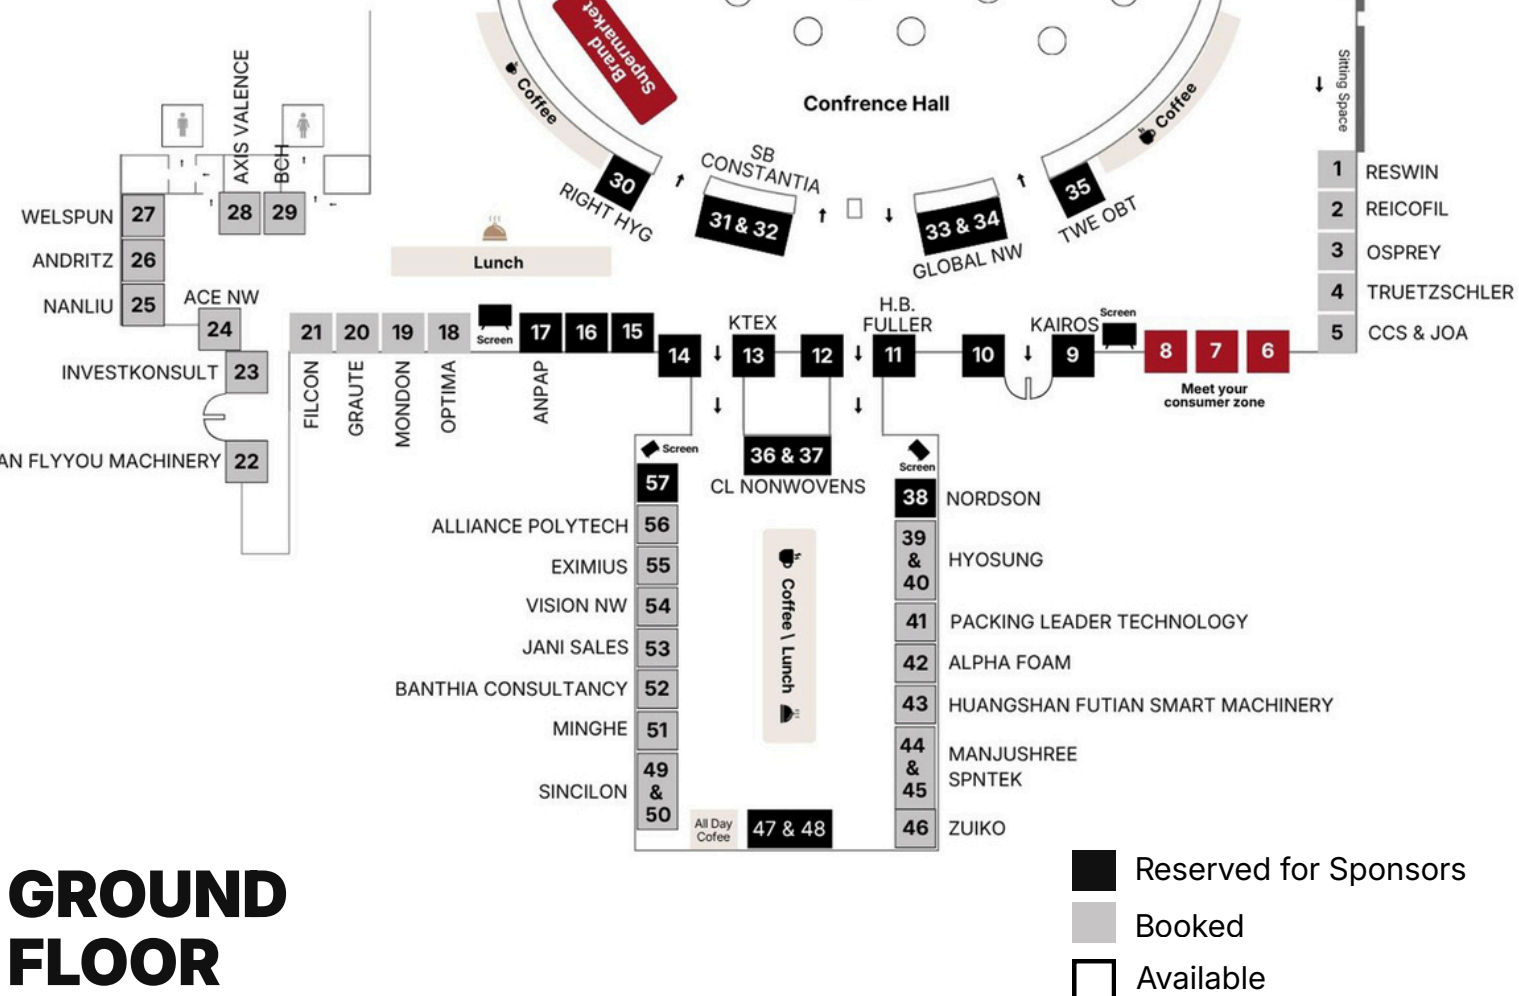 Brand
Supermarket
Coffee
Confrence Hall
Coffee
Sitting Space
AXIS VALENCE
BCH
28
29
WELSPUN
27
ANDRITZ
26
NANLIU
25
ACE NW
24
INVESTKONSULT
23
AN FLYYOU MACHINERY
22
Lunch
30
RIGHT HYG
SB
CONSTANTIA
31 & 32
33 & 34
GLOBAL NW
35
TWE OBT
1
RESWIN
2
REICOFIL
3
OSPREY
4
TRUETZSCHLER
5
CCS & JOA
21
20
19
18
Screen
17
16
15
14
KTEX
13
12
H.B.
FULLER
11
10
KAIROS
9
Screen
8
7
6
Meet your
consumer zone
FILCON
GRAUTE
MONDON
OPTIMA
ANPAP
Screen
36 & 37
CL NONWOVENS
Screen
57
ALLIANCE POLYTECH
56
EXIMIUS
55
VISION NW
54
JANI SALES
53
BANTHIA CONSULTANCY
52
MINGHE
51
SINCILON
49
&
50
Coffee \ Lunch
38
NORDSON
39
&
40
HYOSUNG
41
PACKING LEADER TECHNOLOGY
42
ALPHA FOAM
43
HUANGSHAN FUTIAN SMART MACHINERY
44
&
45
MANJUSHREE
SPNTEK
46
ZUIKO
All Day
Cofee
47 & 48
GROUND
FLOOR
Reserved for Sponsors
Booked
Available